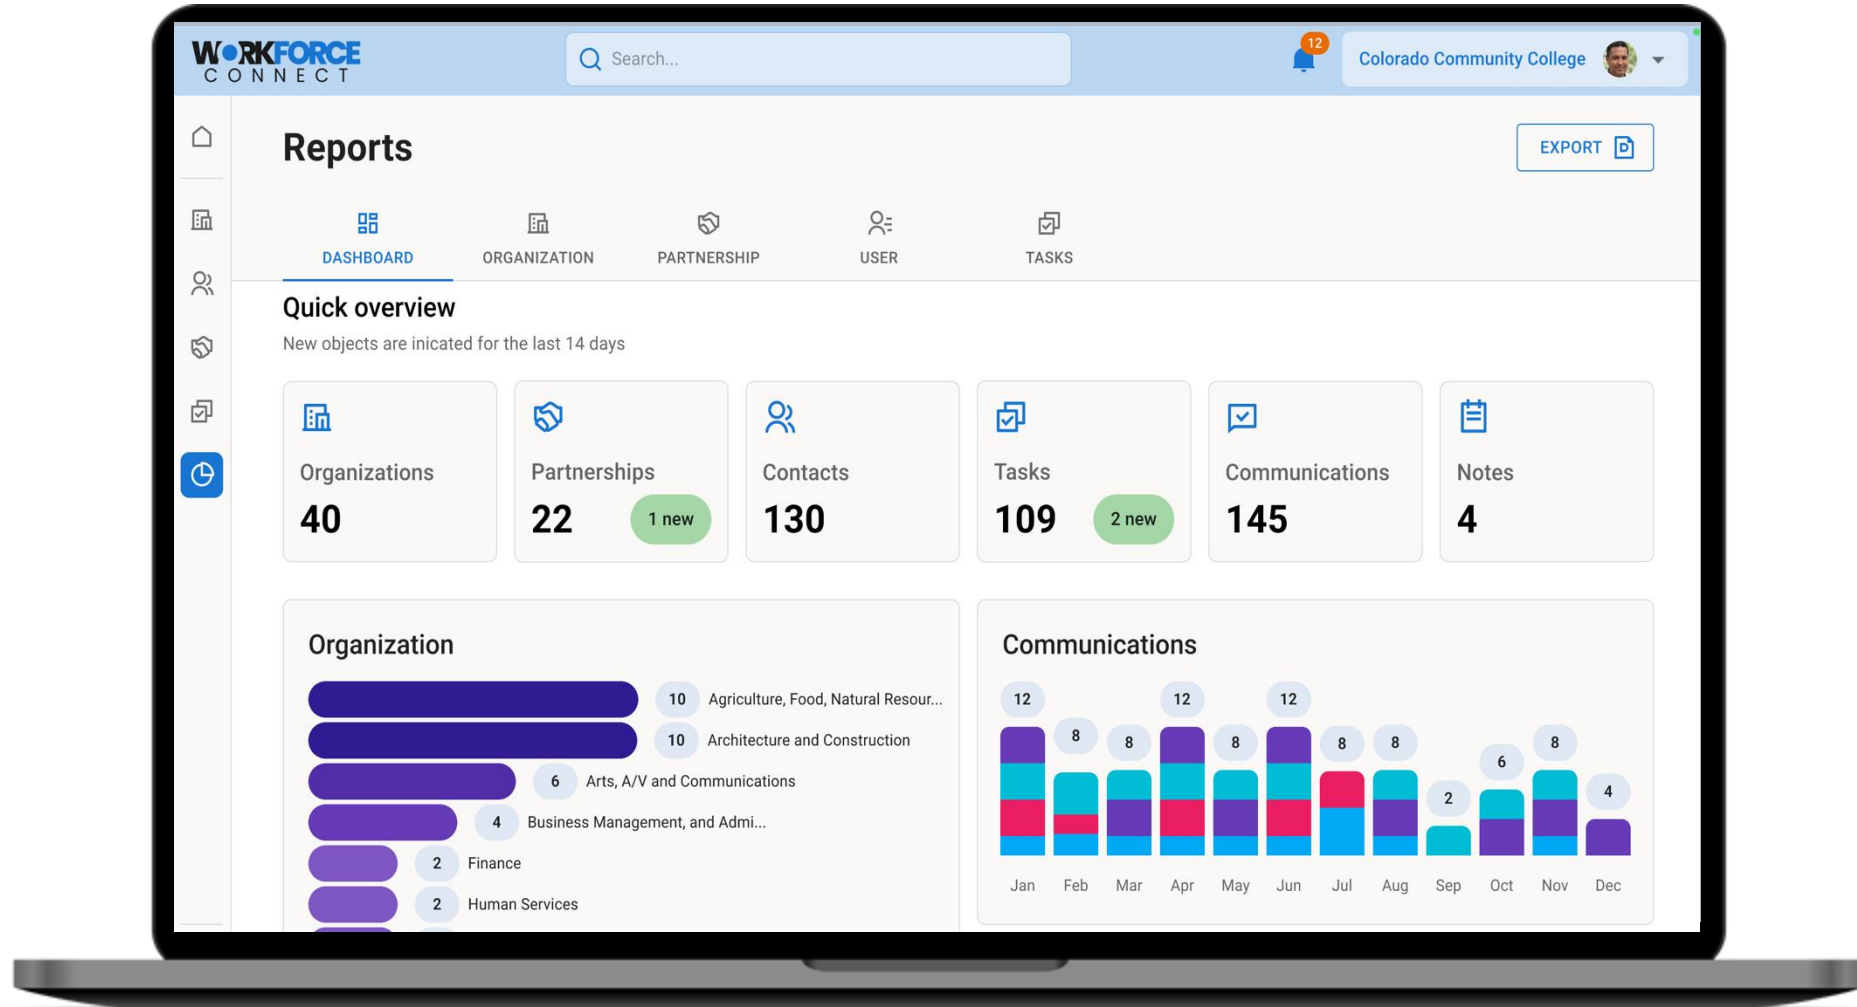 WORKFORCE
CONNECT
Search...
12
Colorado Community College
Reports
EXPORT
DASHBOARD
ORGANIZATION
PARTNERSHIP
USER
TASKS
Quick overview
New objects are inicated for the last 14 days
Organizations
40
Partnerships
22
1 new
Contacts
130
Tasks
109
2 new
Communications
145
Notes
4
Organization
10 Agriculture, Food, Natural Resour...
10 Architecture and Construction
6 Arts, A/V and Communications
4 Business Management, and Admi...
2 Finance
2 Human Services
Communications
12 8 8 12 8 12 8 8 2 6 8 4
Jan Feb Mar Apr May Jun Jul Aug Sep Oct Nov Dec